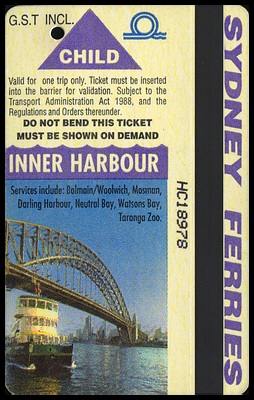 G.S.T INCL.
CHILD
Valid for one trip only. Ticket must be inserted
into the barrier for validation. Subject to the
Transport Administration Act 1988, and the
Regulations and Orders thereunder.
DO NOT BEND THIS TICKET
MUST BE SHOWN ON DEMAND
INNER HARBOUR
Services include: Balmain/Woolwich, Mosman,
Darling Harbour, Neutral Bay, Watsons Bay,
Taronga Zoo.
HC18978
SYDNEY FERRIES